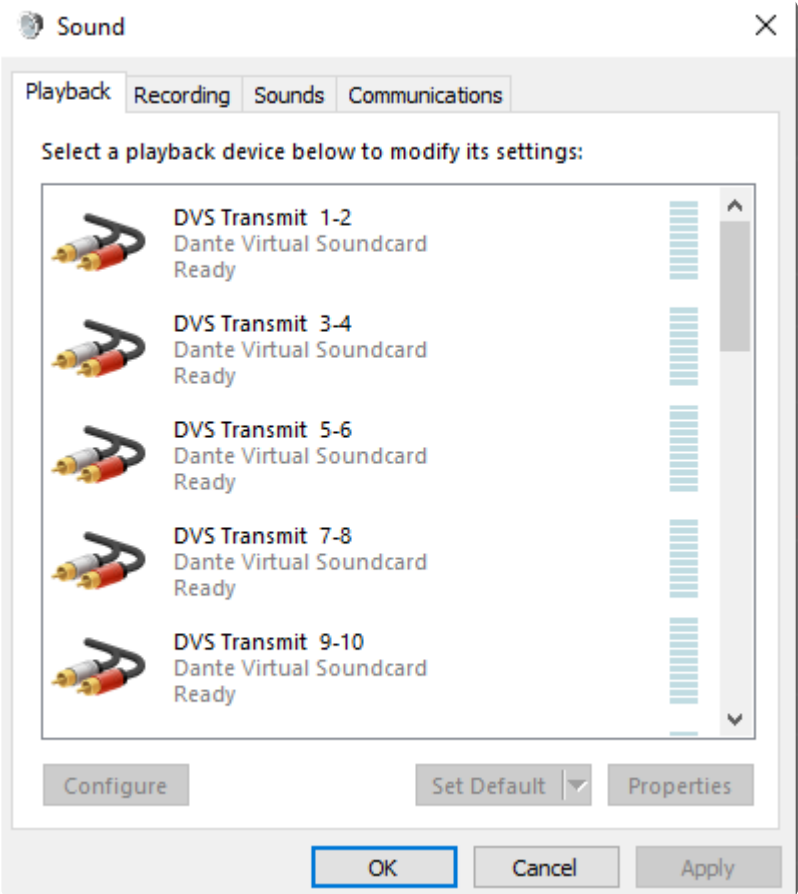 Sound
Playback Recording Sounds Communications
Select a playback device below to modify its settings:
DVS Transmit 1-2
Dante Virtual Soundcard
Ready
DVS Transmit 3-4
Dante Virtual Soundcard
Ready
DVS Transmit 5-6
Dante Virtual Soundcard
Ready
DVS Transmit 7-8
Dante Virtual Soundcard
Ready
DVS Transmit 9-10
Dante Virtual Soundcard
Ready
Configure Set Default Properties
OK Cancel Apply